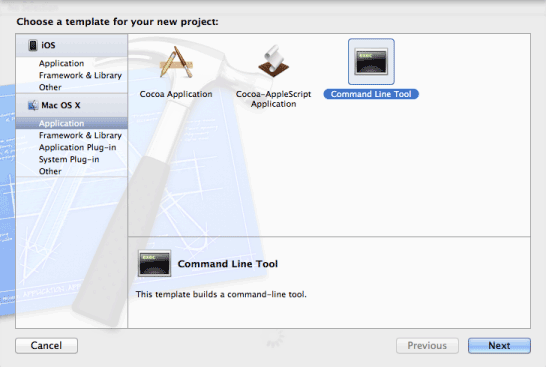 Choose a template for your new project:
iOS
Application
Framework & Library
Other
Mac OS X
Application
Framework & Library
Application Plug-in
System Plug-in
Other
Cocoa Application
Cocoa-AppleScript
Application
exec
Command Line Tool
exec
Command Line Tool
This template builds a command-line tool.
Cancel
Previous
Next